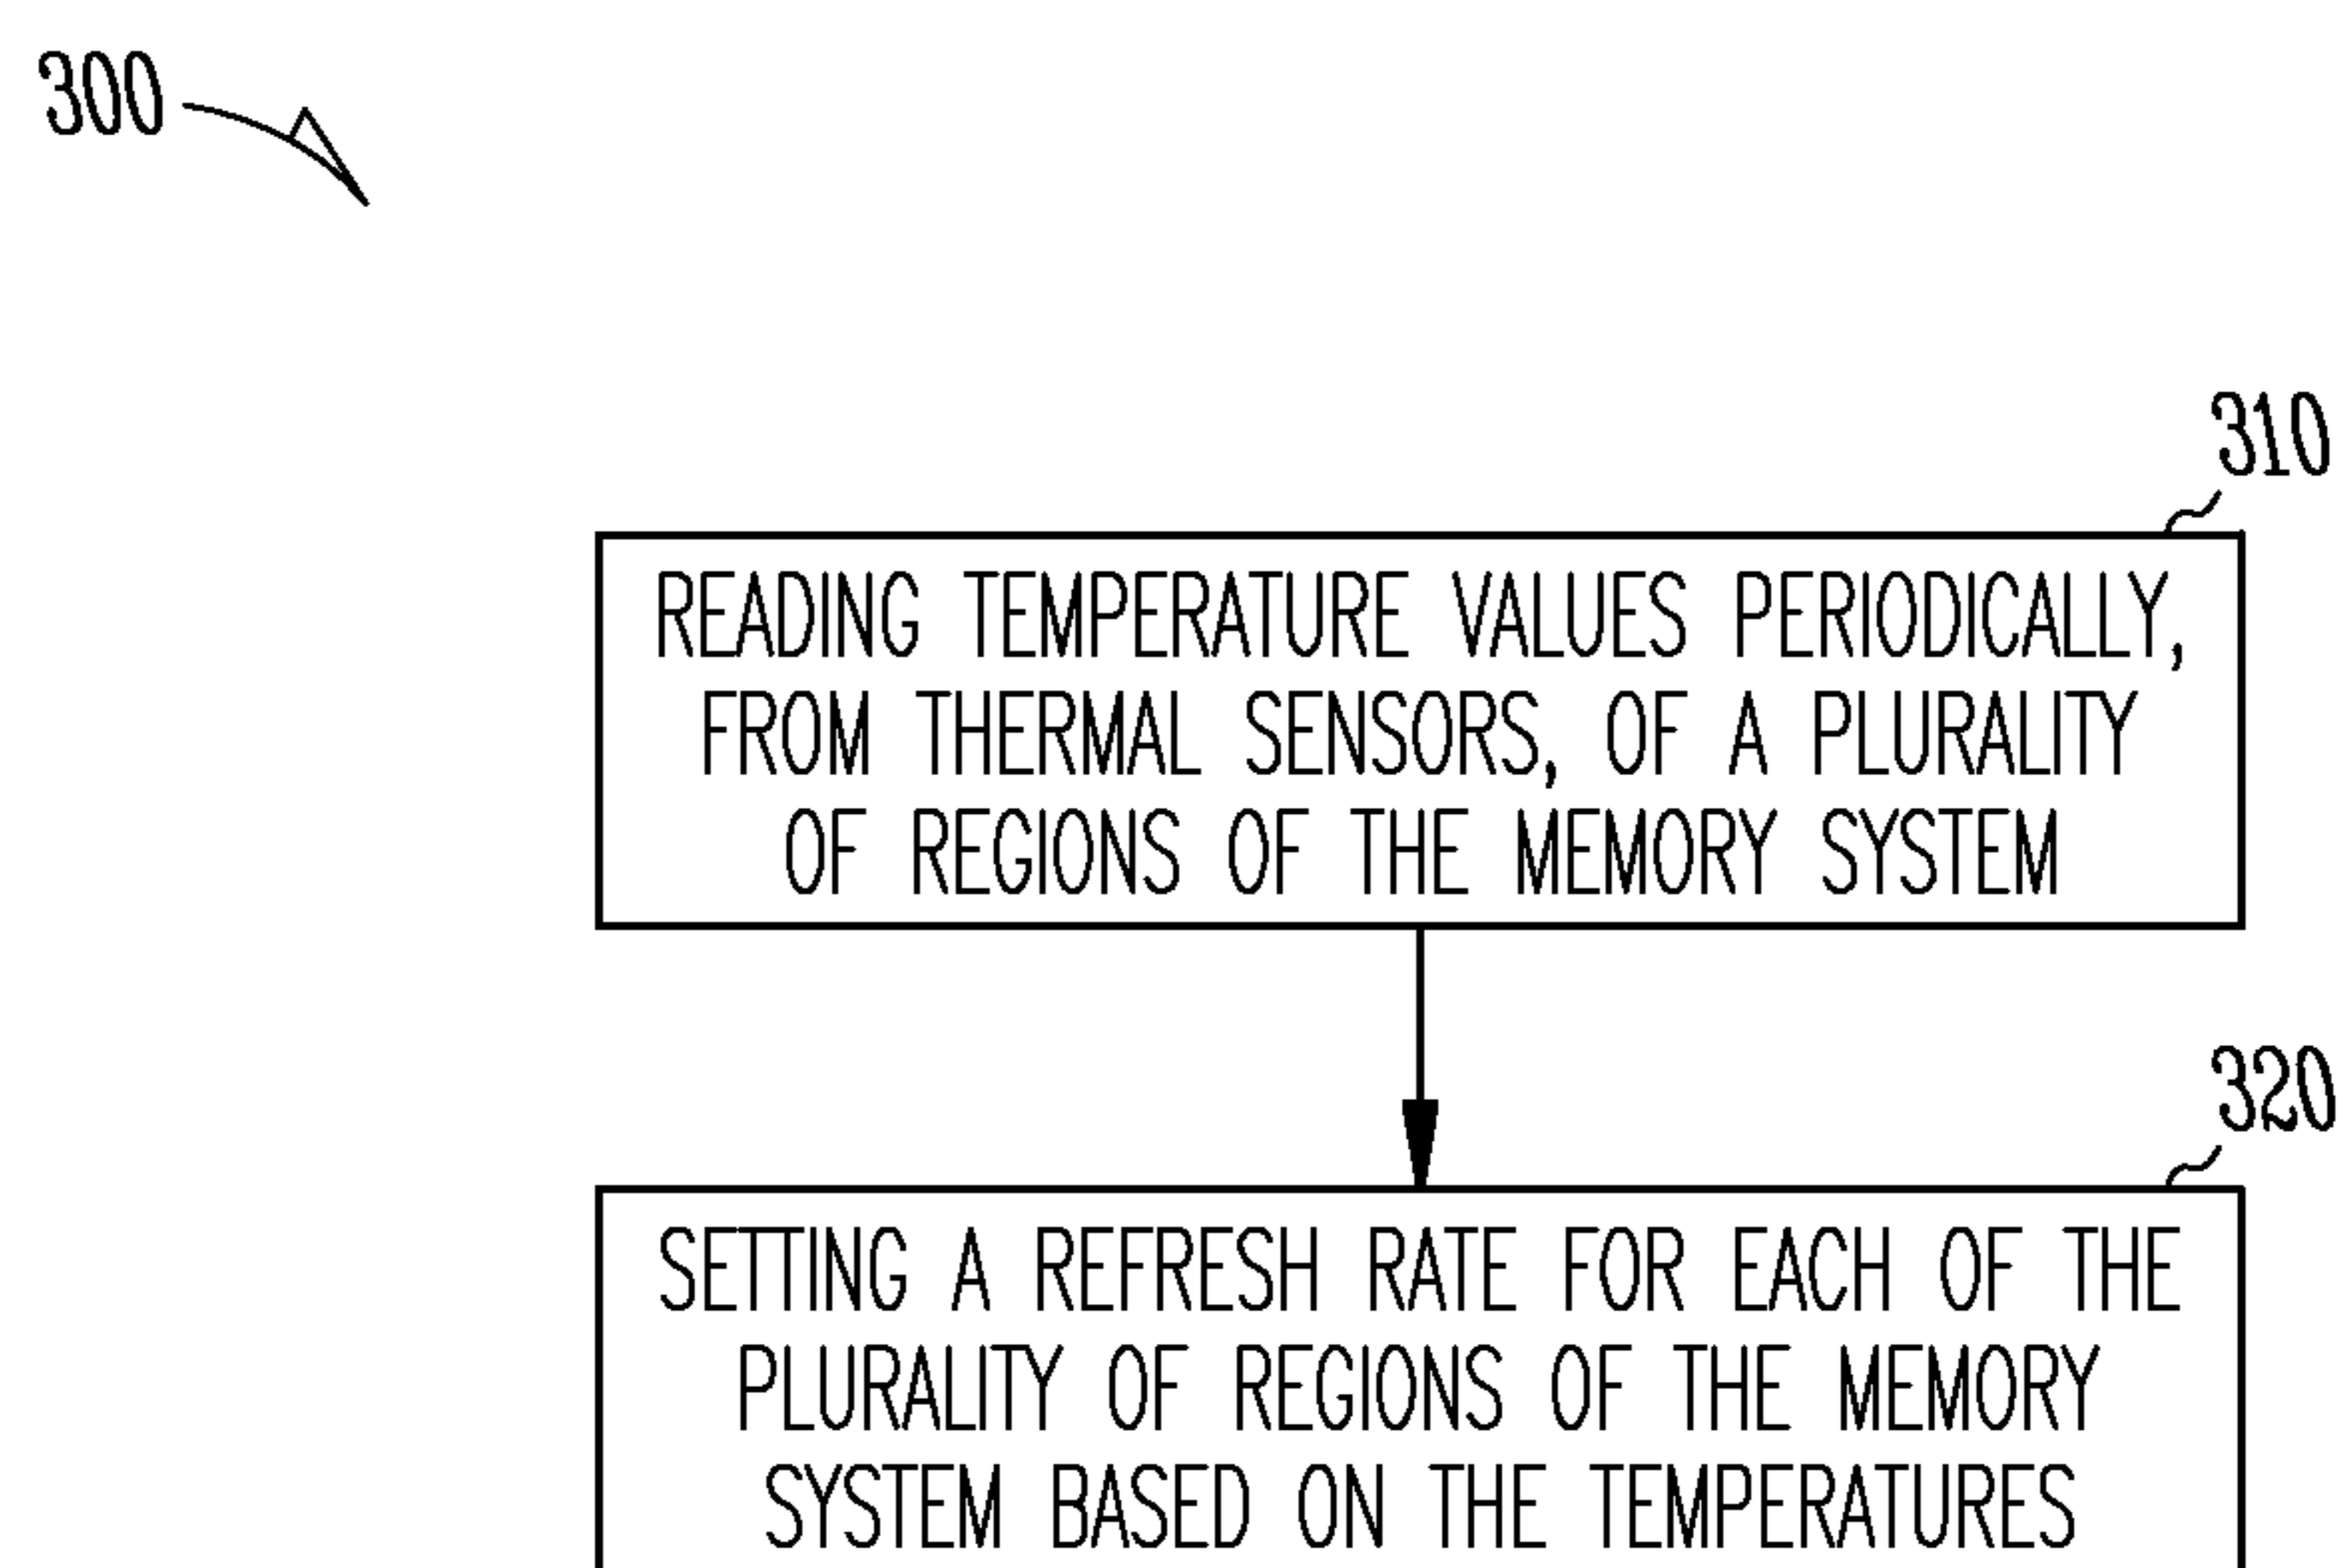 300
310
READING TEMPERATURE VALUES PERIODICALLY,
FROM THERMAL SENSORS, OF A PLURALITY
OF REGIONS OF THE MEMORY SYSTEM
320
SETTING A REFRESH RATE FOR EACH OF THE
PLURALITY OF REGIONS OF THE MEMORY
SYSTEM BASED ON THE TEMPERATURES